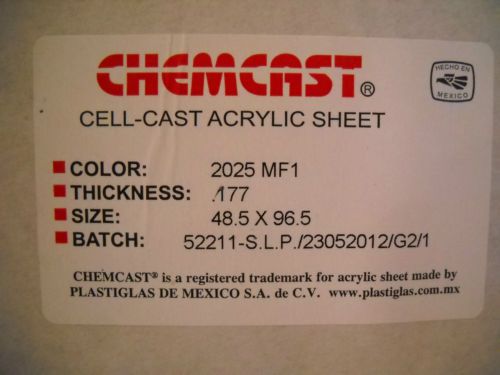 CHEMCAST®
HECHO EN
MEXICO
CELL-CAST ACRYLIC SHEET
COLOR: 2025 MF1
THICKNESS: .177
SIZE: 48.5 X 96.5
BATCH: 52211-S.L.P./23052012/G2/1
CHEMCAST® is a registered trademark for acrylic sheet made by
PLASTIGLAS DE MEXICO S.A. de C.V. www.plastiglas.com.mx